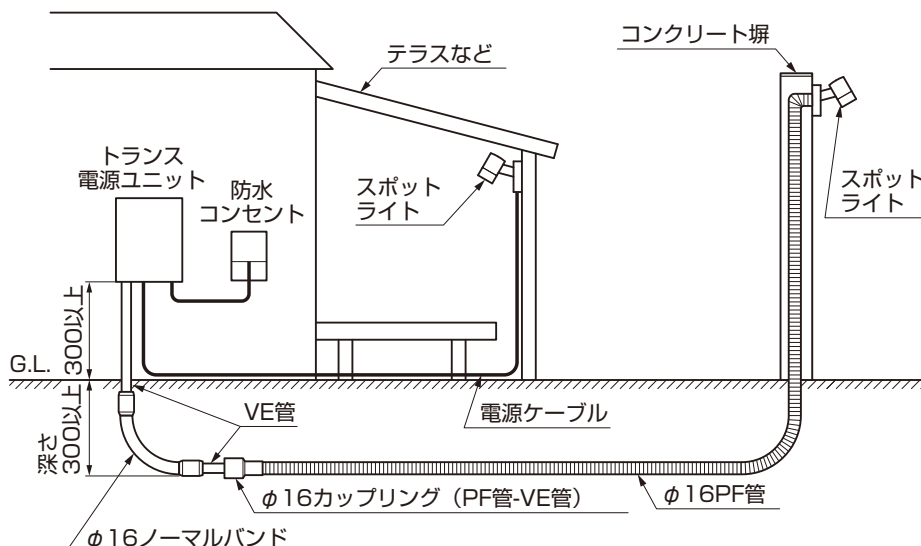 コンクリート塀
テラスなど
トランス
電源ユニット
防水
コンセント
スポット
ライト
スポット
ライト
300以上
G.L.
深さ
300以上
VE管
電源ケーブル
φ16カップリング（PF管-VE管）
φ16PF管
φ16ノーマルバンド